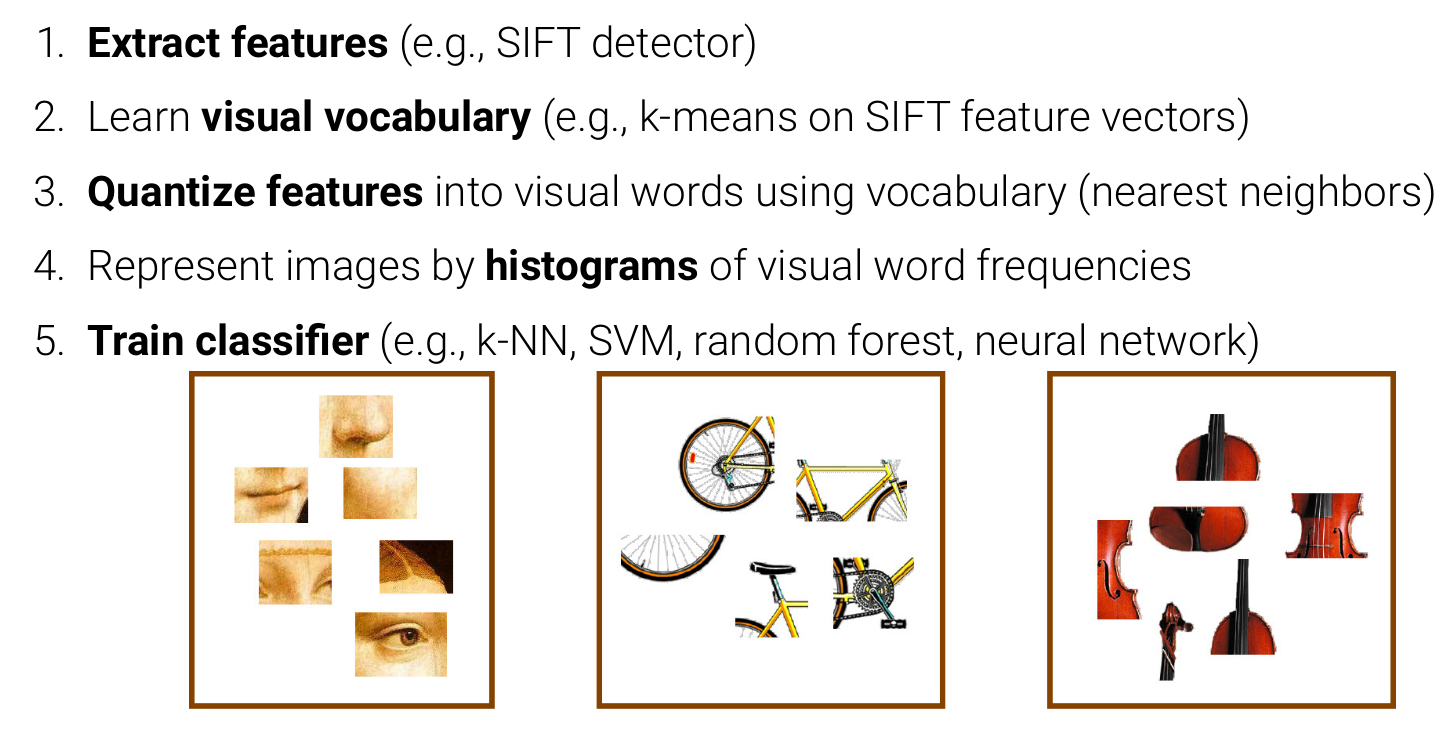 1. Extract features (e.g., SIFT detector)
2. Learn visual vocabulary (e.g., k-means on SIFT feature vectors)
3. Quantize features into visual words using vocabulary (nearest neighbors)
4. Represent images by histograms of visual word frequencies
5. Train classifier (e.g., k-NN, SVM, random forest, neural network)